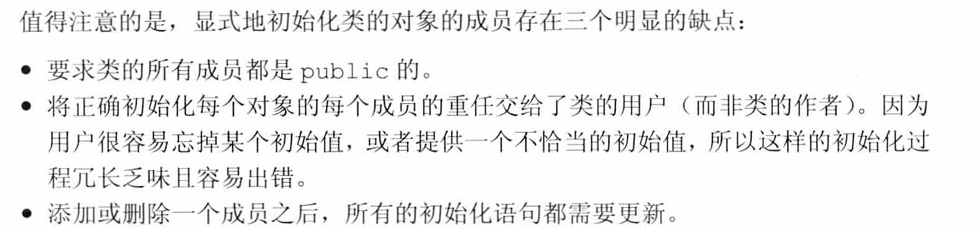 值得注意的是，显式地初始化类的对象的成员存在三个明显的缺点：
● 要求类的所有成员都是 public 的。
● 将正确初始化每个对象的每个成员的重任交给了类的用户（而非类的作者）。因为
用户很容易忘掉某个初始值，或者提供一个不恰当的初始值，所以这样的初始化过
程冗长乏味且容易出错。
● 添加或删除一个成员之后，所有的初始化语句都需要更新。